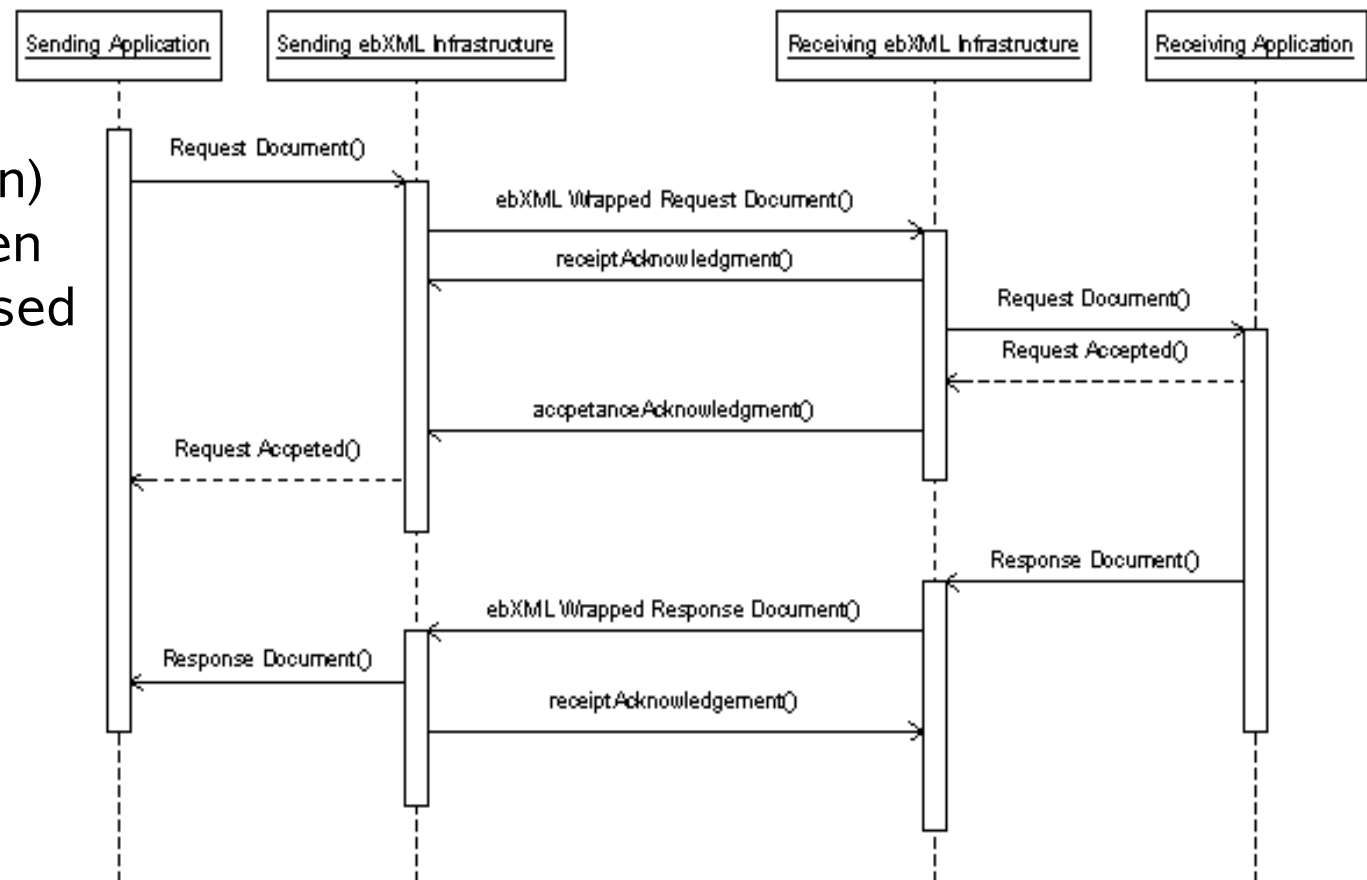 Sending Application
Sending ebXML Infrastructure
Receiving ebXML Infrastructure
Receiving Application
n)
en
sed
Request Document()
ebXML Wrapped Request Document()
receiptAcknowledgment()
Request Document()
Request Accepted()
accpetanceAcknowledgment()
Request Accpeted()
Response Document()
ebXML Wrapped Response Document()
Response Document()
receiptAcknowledgement()